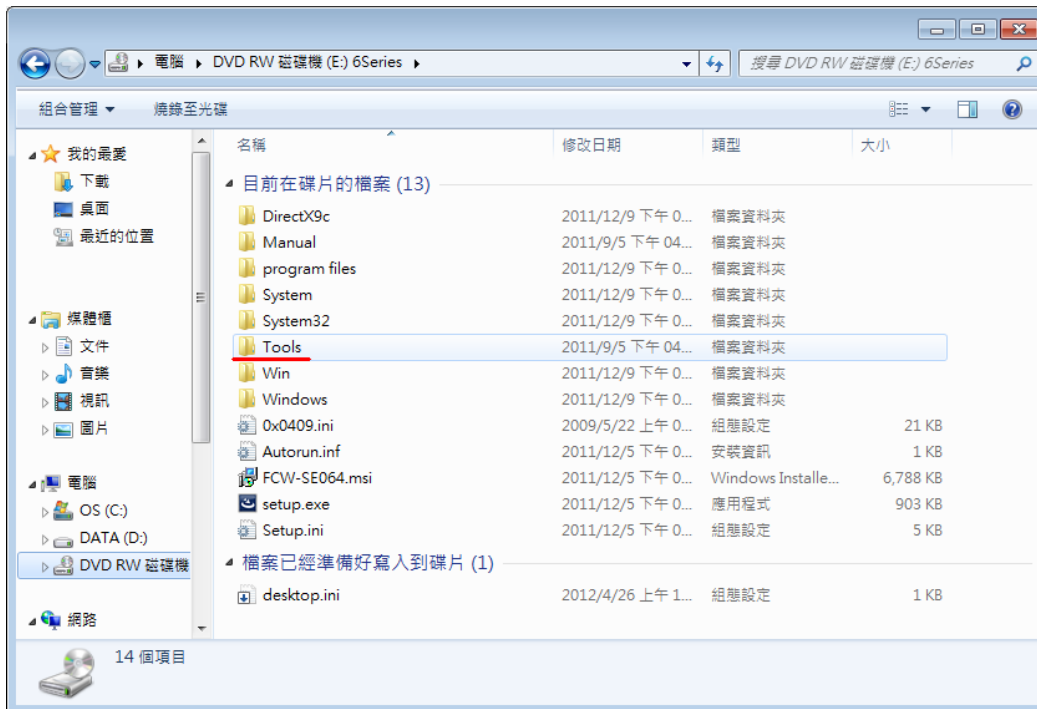 電腦 DVD RW 磁碟機 (E:) 6Series
搜尋 DVD RW 磁碟機 (E:) 6Series
組合管理 燒錄至光碟
我的最愛
下載
桌面
最近的位置
媒體櫃
文件
音樂
視訊
圖片
電腦
OS (C:)
DATA (D:)
DVD RW 磁碟機
網路
名稱 修改日期 類型 大小
目前在碟片的檔案 (13)
DirectX9c 2011/12/9 下午 0... 檔案資料夾
Manual 2011/9/5 下午 04... 檔案資料夾
program files 2011/12/9 下午 0... 檔案資料夾
System 2011/12/9 下午 0... 檔案資料夾
System32 2011/12/9 下午 0... 檔案資料夾
Tools 2011/9/5 下午 04... 檔案資料夾
Win 2011/12/9 下午 0... 檔案資料夾
Windows 2011/12/9 下午 0... 檔案資料夾
0x0409.ini 2009/5/22 上午 0... 組態設定 21 KB
Autorun.inf 2011/12/5 下午 0... 安裝資訊 1 KB
FCW-SE064.msi 2011/12/5 下午 0... Windows Installe... 6,788 KB
setup.exe 2011/12/5 下午 0... 應用程式 903 KB
Setup.ini 2011/12/5 下午 0... 組態設定 5 KB
檔案已經準備好寫入到碟片 (1)
desktop.ini 2012/4/26 上午 1... 組態設定 1 KB
14 個項目